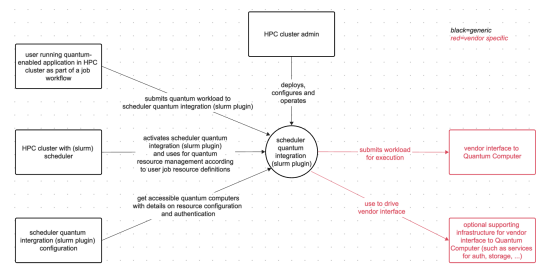 black=generic
red=vendor specific
HPC cluster admin
user running quantum-
enabled application in HPC
cluster as part of a job
workflow
deploys,
configures and
operates
submits quantum workload to
scheduler quantum integration (slurm plugin)
HPC cluster with (slurm)
scheduler
activates scheduler quantum
integration (slurm plugin)
and uses for quantum
resource management according
to user job resource definitions
scheduler
quantum
integration
(slurm plugin)
submits workload
for execution
vendor interface to
Quantum Computer
get accessible quantum computers
with details on resource configuration
and authentication
use to drive
vendor interface
scheduler quantum
intergration (slurm plugin)
configuration
optional supporting
infrastructure for vendor
interface to Quantum
Computer (such as services
for auth, storage, ...)